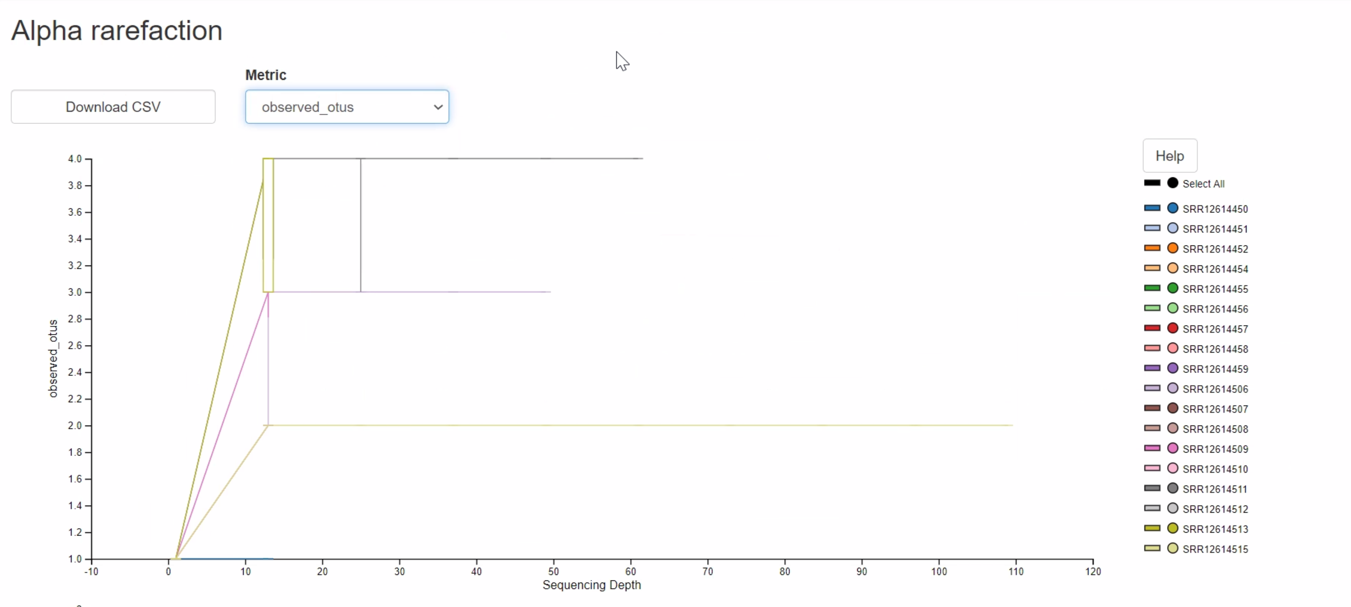 Alpha rarefaction
Metric
Download CSV
observed_otus
4.0
3.8
3.6
3.4
3.2
3.0
2.8
2.6
2.4
2.2
2.0
1.8
1.6
1.4
1.2
1.0
observed_otus
-10 0 10 20 30 40 50 60 70 80 90 100 110 120
Sequencing Depth
Help
Select All
SRR12614450
SRR12614451
SRR12614452
SRR12614454
SRR12614455
SRR12614456
SRR12614457
SRR12614458
SRR12614459
SRR12614506
SRR12614507
SRR12614508
SRR12614509
SRR12614510
SRR12614511
SRR12614512
SRR12614513
SRR12614515